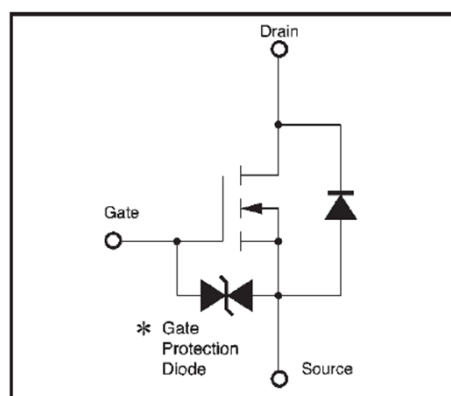 Drain
Gate
* Gate
Protection
Diode
Source